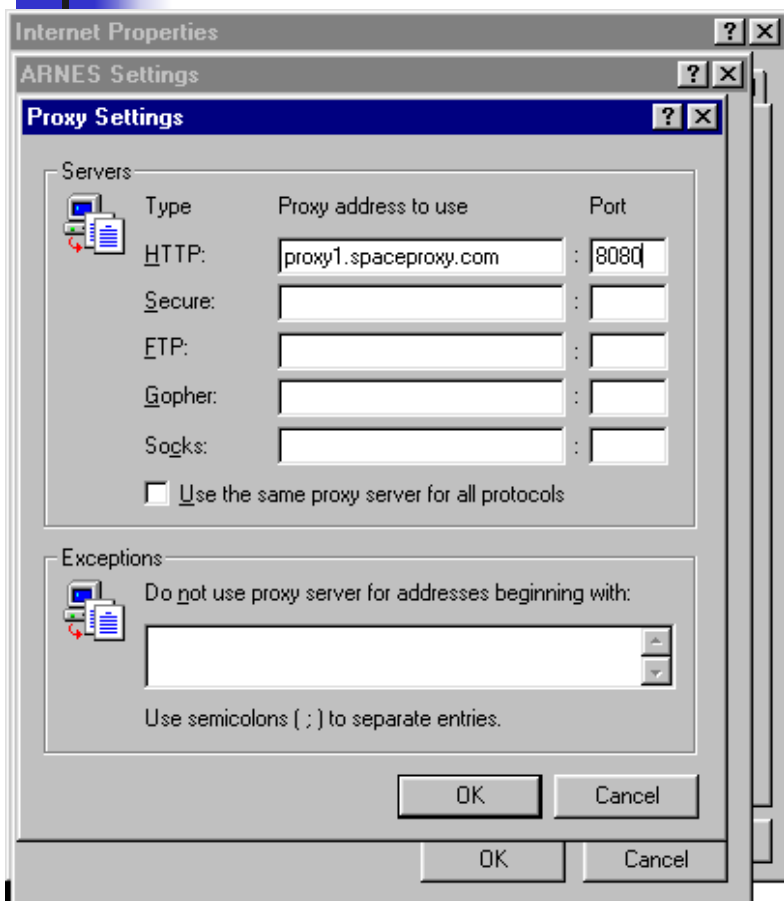 Internet Properties
ARNES Settings
Proxy Settings
Servers
Type Proxy address to use Port
HTTP: proxy1.spaceproxy.com : 8080
Secure: :
FTP: :
Gopher: :
Socks: :
Use the same proxy server for all protocols
Exceptions
Do not use proxy server for addresses beginning with:
Use semicolons ( ; ) to separate entries.
OK Cancel
OK Cancel